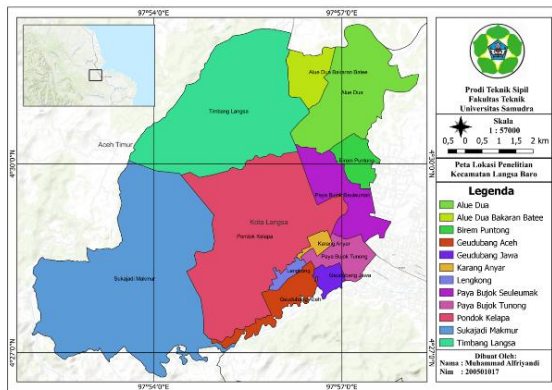 97°54'0"E
97°57'0"E
Alue Dua Bakaran Batee
Alue Dua
Timbang Langsa
Aceh Timur
Birem Puntong
4°30'0"N
4°30'0"N
Paya Bujok Seuleumak
Kota Langsa
Pondok Kelapa
Karang Anyar
Paya Bujok Tunong
Lengkong
Geudubang Jawa
Sukajadi Makmur
Geudubang Aceh
4°27'0"N
4°27'0"N
97°54'0"E
97°57'0"E
Prodi Teknik Sipil
Fakultas Teknik
Universitas Samudra
Skala
1 : 57000
0,5 0 0,5 1 1,5 2 km
Peta Lokasi Penelitian
Kecamatan Langsa Baro
Legenda
Alue Dua
Alue Dua Bakaran Batee
Birem Puntong
Geudubang Aceh
Geudubang Jawa
Karang Anyar
Lengkong
Paya Bujok Seuleumak
Paya Bujok Tunong
Pondok Kelapa
Sukajadi Makmur
Timbang Langsa
Dibuat Oleh:
Nama : Muhammad Alfriyandi
Nim : 200501017